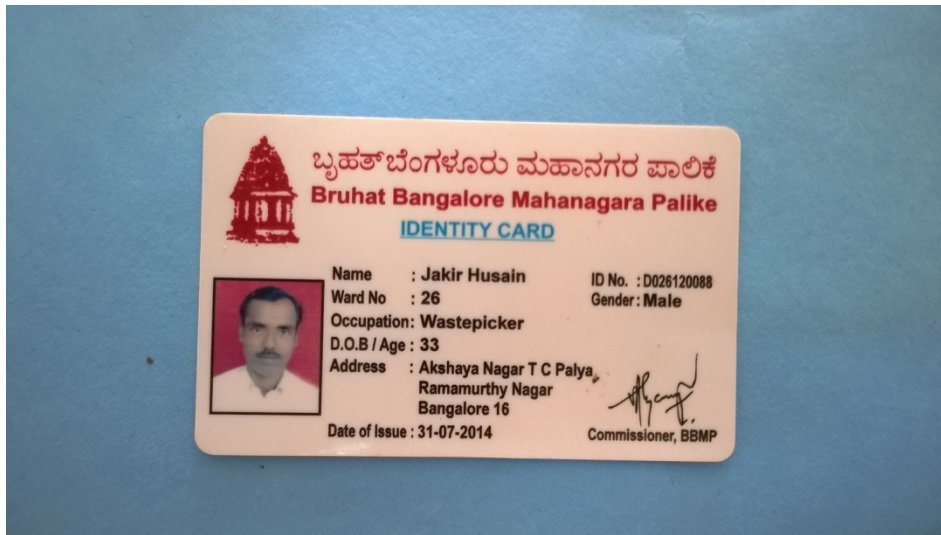 ಬೃಹತ್ ಬೆಂಗಳೂರು ಮಹಾನಗರ ಪಾಲಿಕೆ
Bruhat Bangalore Mahanagara Palike
IDENTITY CARD
Name : Jakir Husain
ID No. : D026120088
Ward No : 26
Gender : Male
Occupation: Wastepicker
D.O.B / Age : 33
Address : Akshaya Nagar T C Palya,
Ramamurthy Nagar
Bangalore 16
Date of Issue : 31-07-2014
Commissioner, BBMP